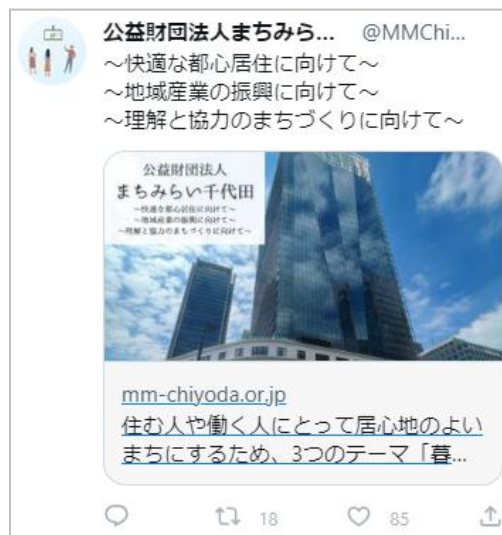 公益財団法人まちみら... @MMChi...
～快適な都心居住に向けて～
～地域産業の振興に向けて～
～理解と協力のまちづくりに向けて～
公益財団法人
まちみらい千代田
～快適な都心居住に向けて～
～地域産業の振興に向けて～
～理解と協力のまちづくりに向けて～
mm-chiyoda.or.jp
住む人や働く人にとって居心地のよい
まちにするため、3つのテーマ「暮...
18 85